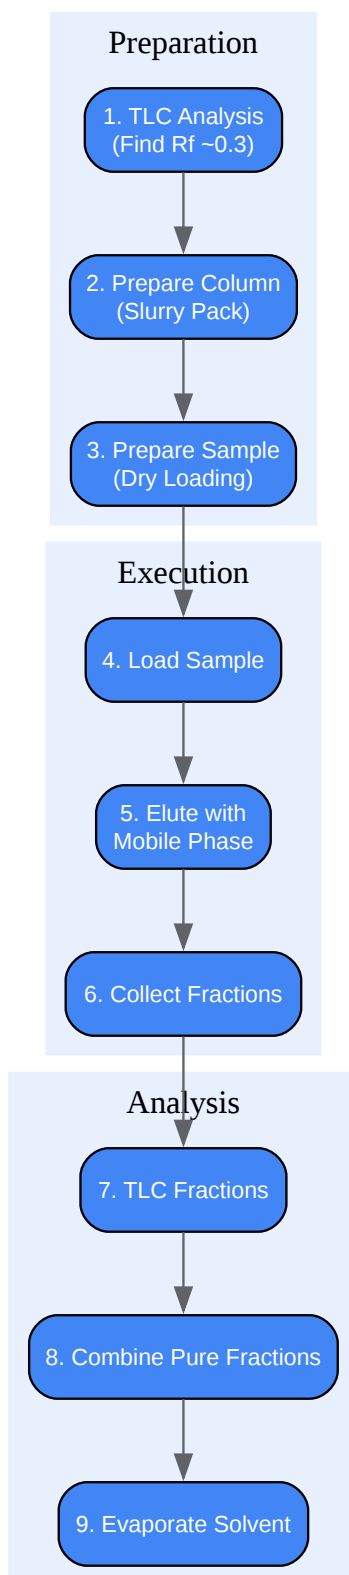 Preparation
1. TLC Analysis
(Find Rf ~0.3)
2. Prepare Column
(Slurry Pack)
3. Prepare Sample
(Dry Loading)
Execution
4. Load Sample
5. Elute with
Mobile Phase
6. Collect Fractions
Analysis
7. TLC Fractions
8. Combine Pure Fractions
9. Evaporate Solvent